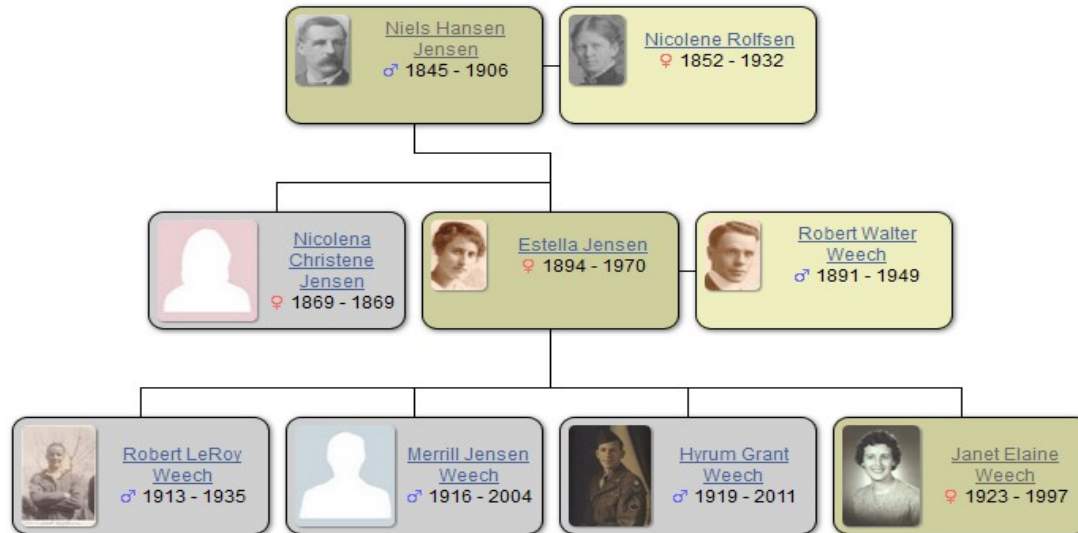 Niels Hansen
Jensen
♂ 1845 - 1906
Nicolene Rolfsen
♀ 1852 - 1932
Nicolena
Christene
Jensen
♀ 1869 - 1869
Estella Jensen
♀ 1894 - 1970
Robert Walter
Weech
♂ 1891 - 1949
Robert LeRoy
Weech
♂ 1913 - 1935
Merrill Jensen
Weech
♂ 1916 - 2004
Hyrum Grant
Weech
♂ 1919 - 2011
Janet Elaine
Weech
♀ 1923 - 1997